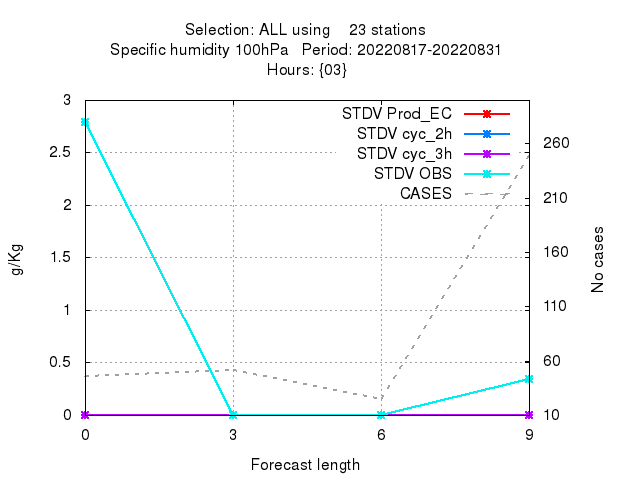 Selection: ALL using 23 stations
Specific humidity 100hPa Period: 20220817-20220831
Hours: {03}
3
2.5
2
1.5
1
0.5
0
g/Kg
STDV Prod_EC
STDV cyc_2h
STDV cyc_3h
STDV OBS
CASES
260
210
160
110
60
10
No cases
0 3 6 9
Forecast length